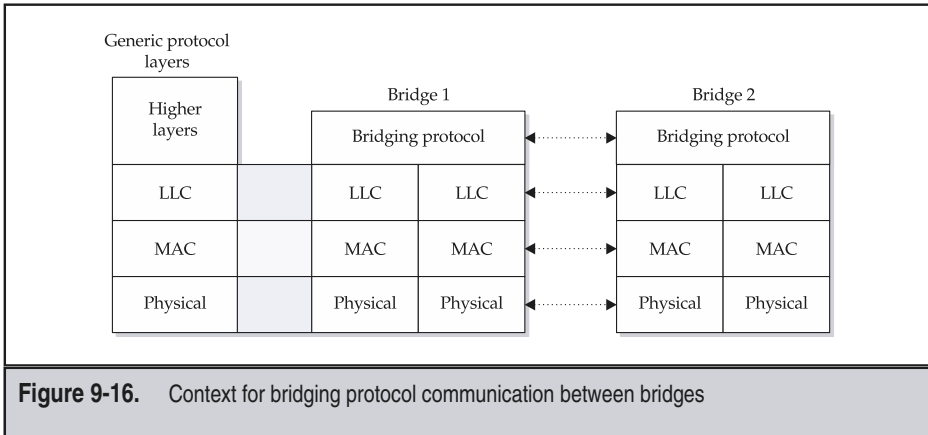 Generic protocol
layers
Higher
layers
Bridge 1
Bridge 2
Bridging protocol
Bridging protocol
LLC
LLC
LLC
LLC
LLC
MAC
MAC
MAC
MAC
MAC
Physical
Physical
Physical
Physical
Physical
Figure 9-16. Context for bridging protocol communication between bridges